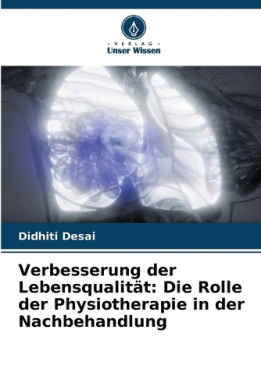 - VERLAG -
Unser Wissen
Didhiti Desai
Verbesserung der
Lebensqualität: Die Rolle
der Physiotherapie in der
Nachbehandlung